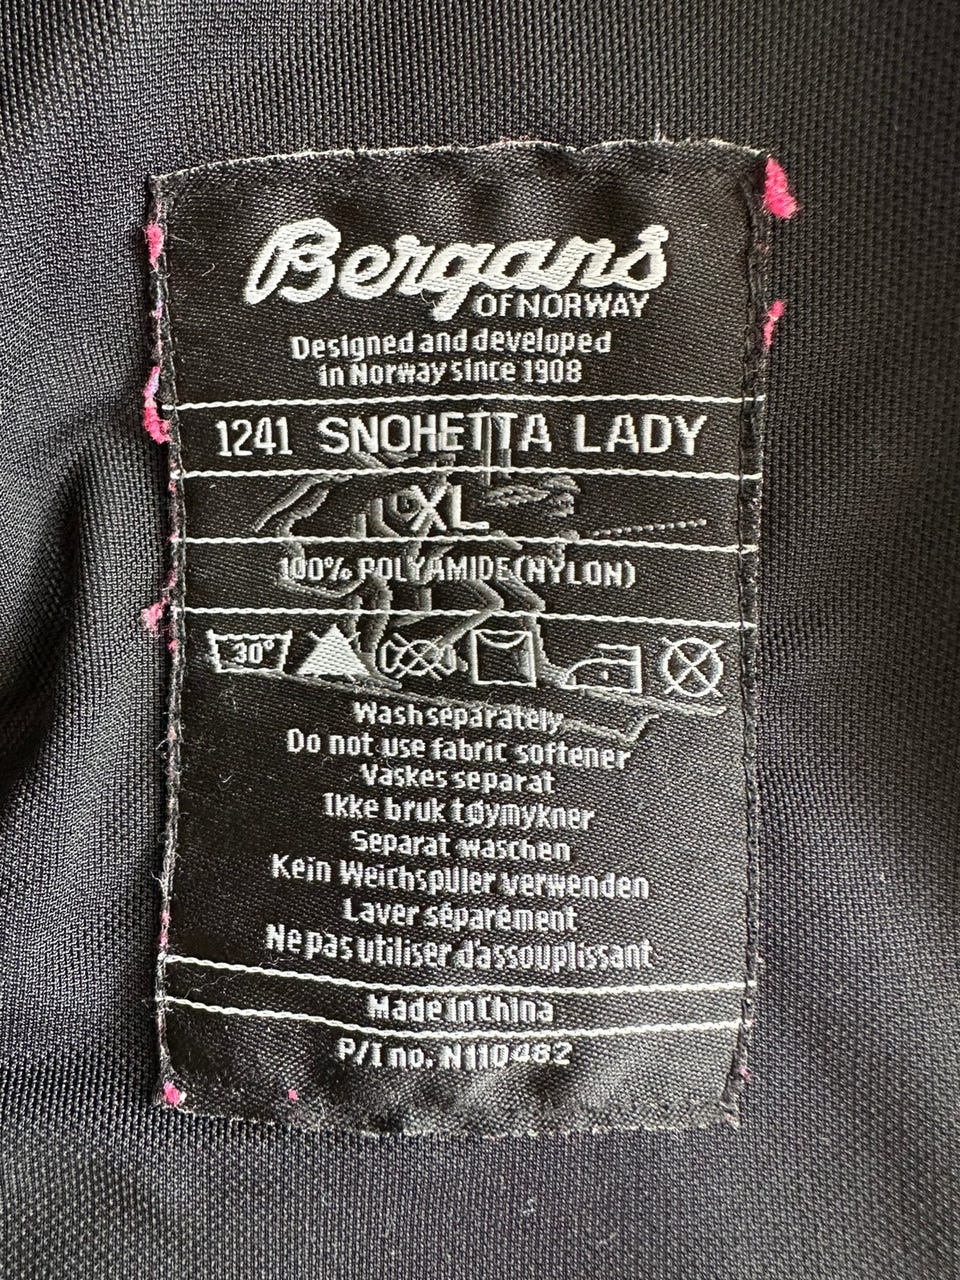 Bergans
OF NORWAY
Designed and developed
in Norway since 1908
1241 SNOHETTA LADY
XL
100% POLYAMIDE(NYLON)
30°
Wash separately
Do not use fabric softener
Vaskes separat
Ikke bruk tøymykner
Separat waschen
Kein Weichspüler verwenden
Laver séparément
Ne pas utiliser d'assouplissant
Made in China
P/I no. N110482